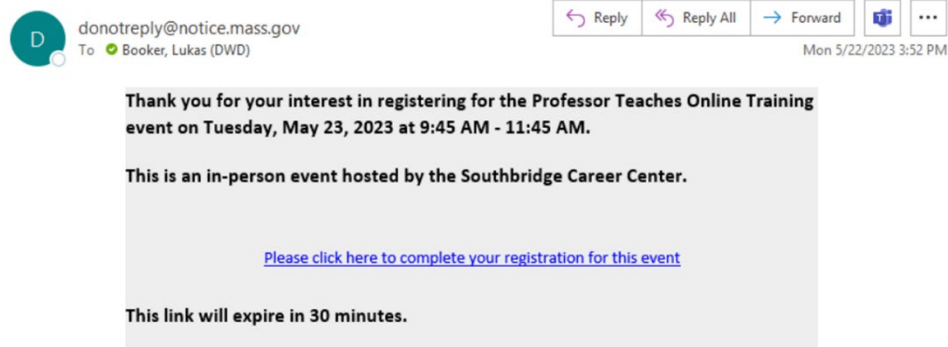 Reply
Reply All
Forward
D
donotreply@notice.mass.gov
To Booker, Lukas (DWD)
Mon 5/22/2023 3:52 PM
Thank you for your interest in registering for the Professor Teaches Online Training
event on Tuesday, May 23, 2023 at 9:45 AM - 11:45 AM.
This is an in-person event hosted by the Southbridge Career Center.
Please click here to complete your registration for this event
This link will expire in 30 minutes.